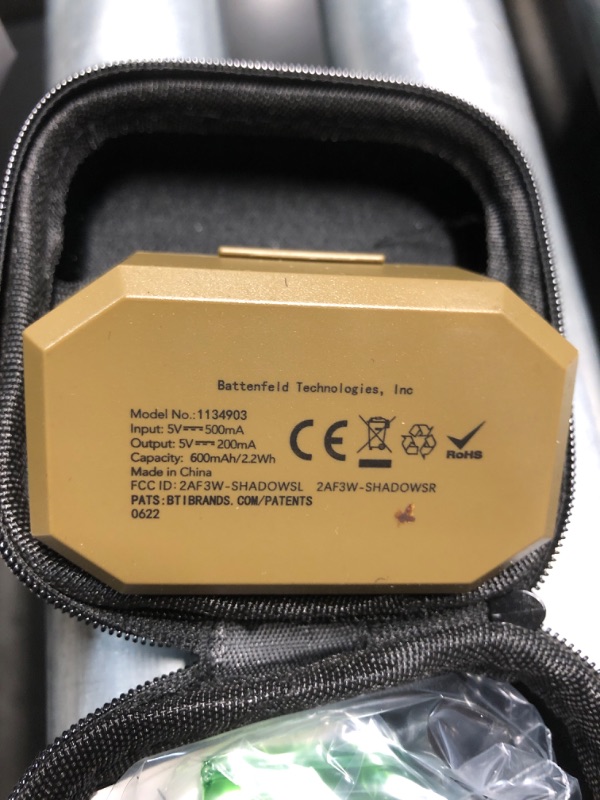 Battenfeld Technologies, Inc
Model No.:1134903
Input: 5V⎓500mA
Output: 5V⎓200mA
Capacity: 600mAh/2.2Wh
Made in China
FCC ID: 2AF3W-SHADOWSL 2AF3W-SHADOWSR
PATS:BTIBRANDS.COM/PATENTS
0622
CE
RoHS